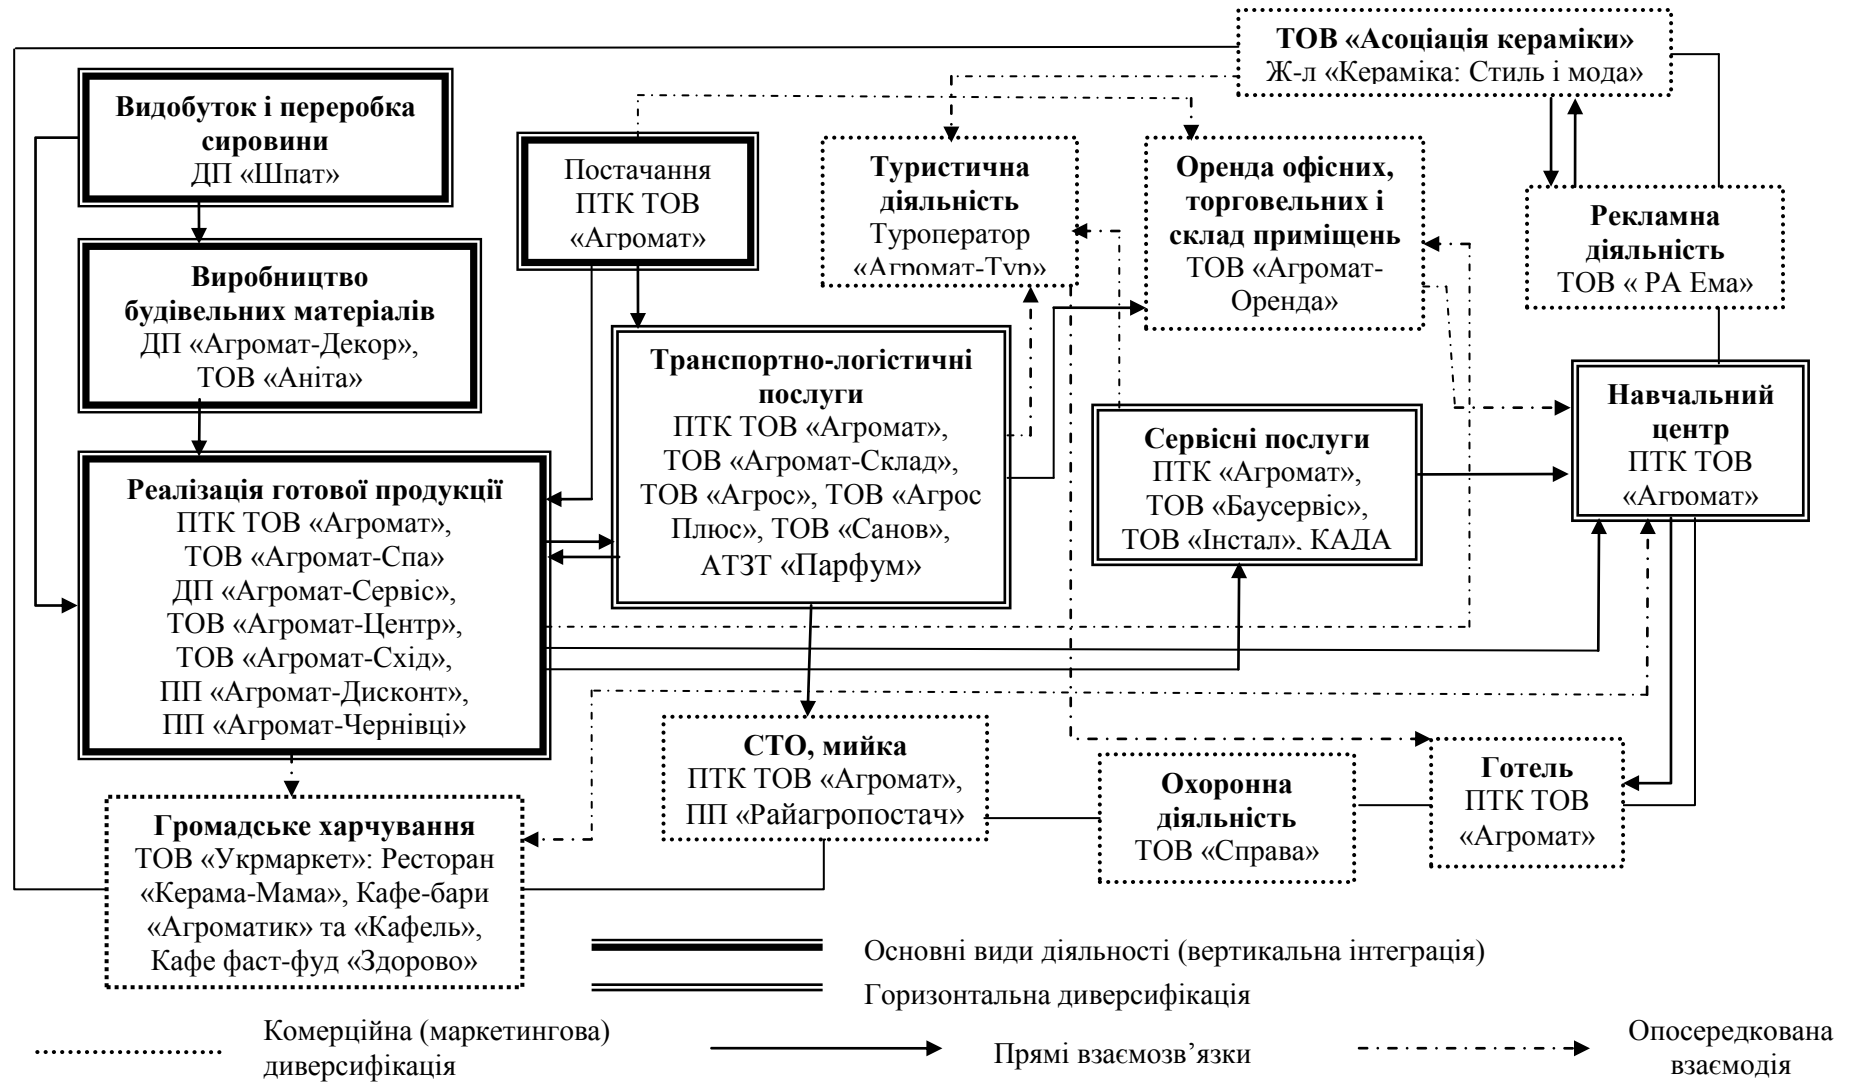 ТОВ «Асоціація кераміки»
Ж-л «Кераміка: Стиль і мода»
Видобуток і переробка
сировини
ДП «Шпат»
Постачання
ПТК ТОВ
«Агромат»
Туристична
діяльність
Туроператор
«Агромат-Тур»
Оренда офісних,
торговельних і
склад приміщень
ТОВ «Агромат-
Оренда»
Рекламна
діяльність
ТОВ « РА Ема»
Виробництво
будівельних матеріалів
ДП «Агромат-Декор»,
ТОВ «Аніта»
Транспортно-логістичні
послуги
ПТК ТОВ «Агромат»,
ТОВ «Агромат-Склад»,
ТОВ «Агрос», ТОВ «Агрос
Плюс», ТОВ «Санов»,
АТЗТ «Парфум»
Сервісні послуги
ПТК «Агромат»,
ТОВ «Баусервіс»,
ТОВ «Інстал», КАДА
Навчальний
центр
ПТК ТОВ
«Агромат»
Реалізація готової продукції
ПТК ТОВ «Агромат»,
ТОВ «Агромат-Спа»
ДП «Агромат-Сервіс»,
ТОВ «Агромат-Центр»,
ТОВ «Агромат-Схід»,
ПП «Агромат-Дисконт»,
ПП «Агромат-Чернівці»
СТО, мийка
ПТК ТОВ «Агромат»,
ПП «Райагропостач»
Охоронна
діяльність
ТОВ «Справа»
Готель
ПТК ТОВ
«Агромат»
Громадське харчування
ТОВ «Укрмаркет»: Ресторан
«Керама-Мама», Кафе-бари
«Агроматик» та «Кафель»,
Кафе фаст-фуд «Здорово»
Основні види діяльності (вертикальна інтеграція)
Горизонтальна диверсифікація
Комерційна (маркетингова)
диверсифікація
Прямі взаємозв’язки
Опосередкована
взаємодія